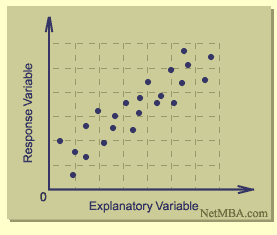 Response Variable
0
Explanatory Variable
NetMBA.com